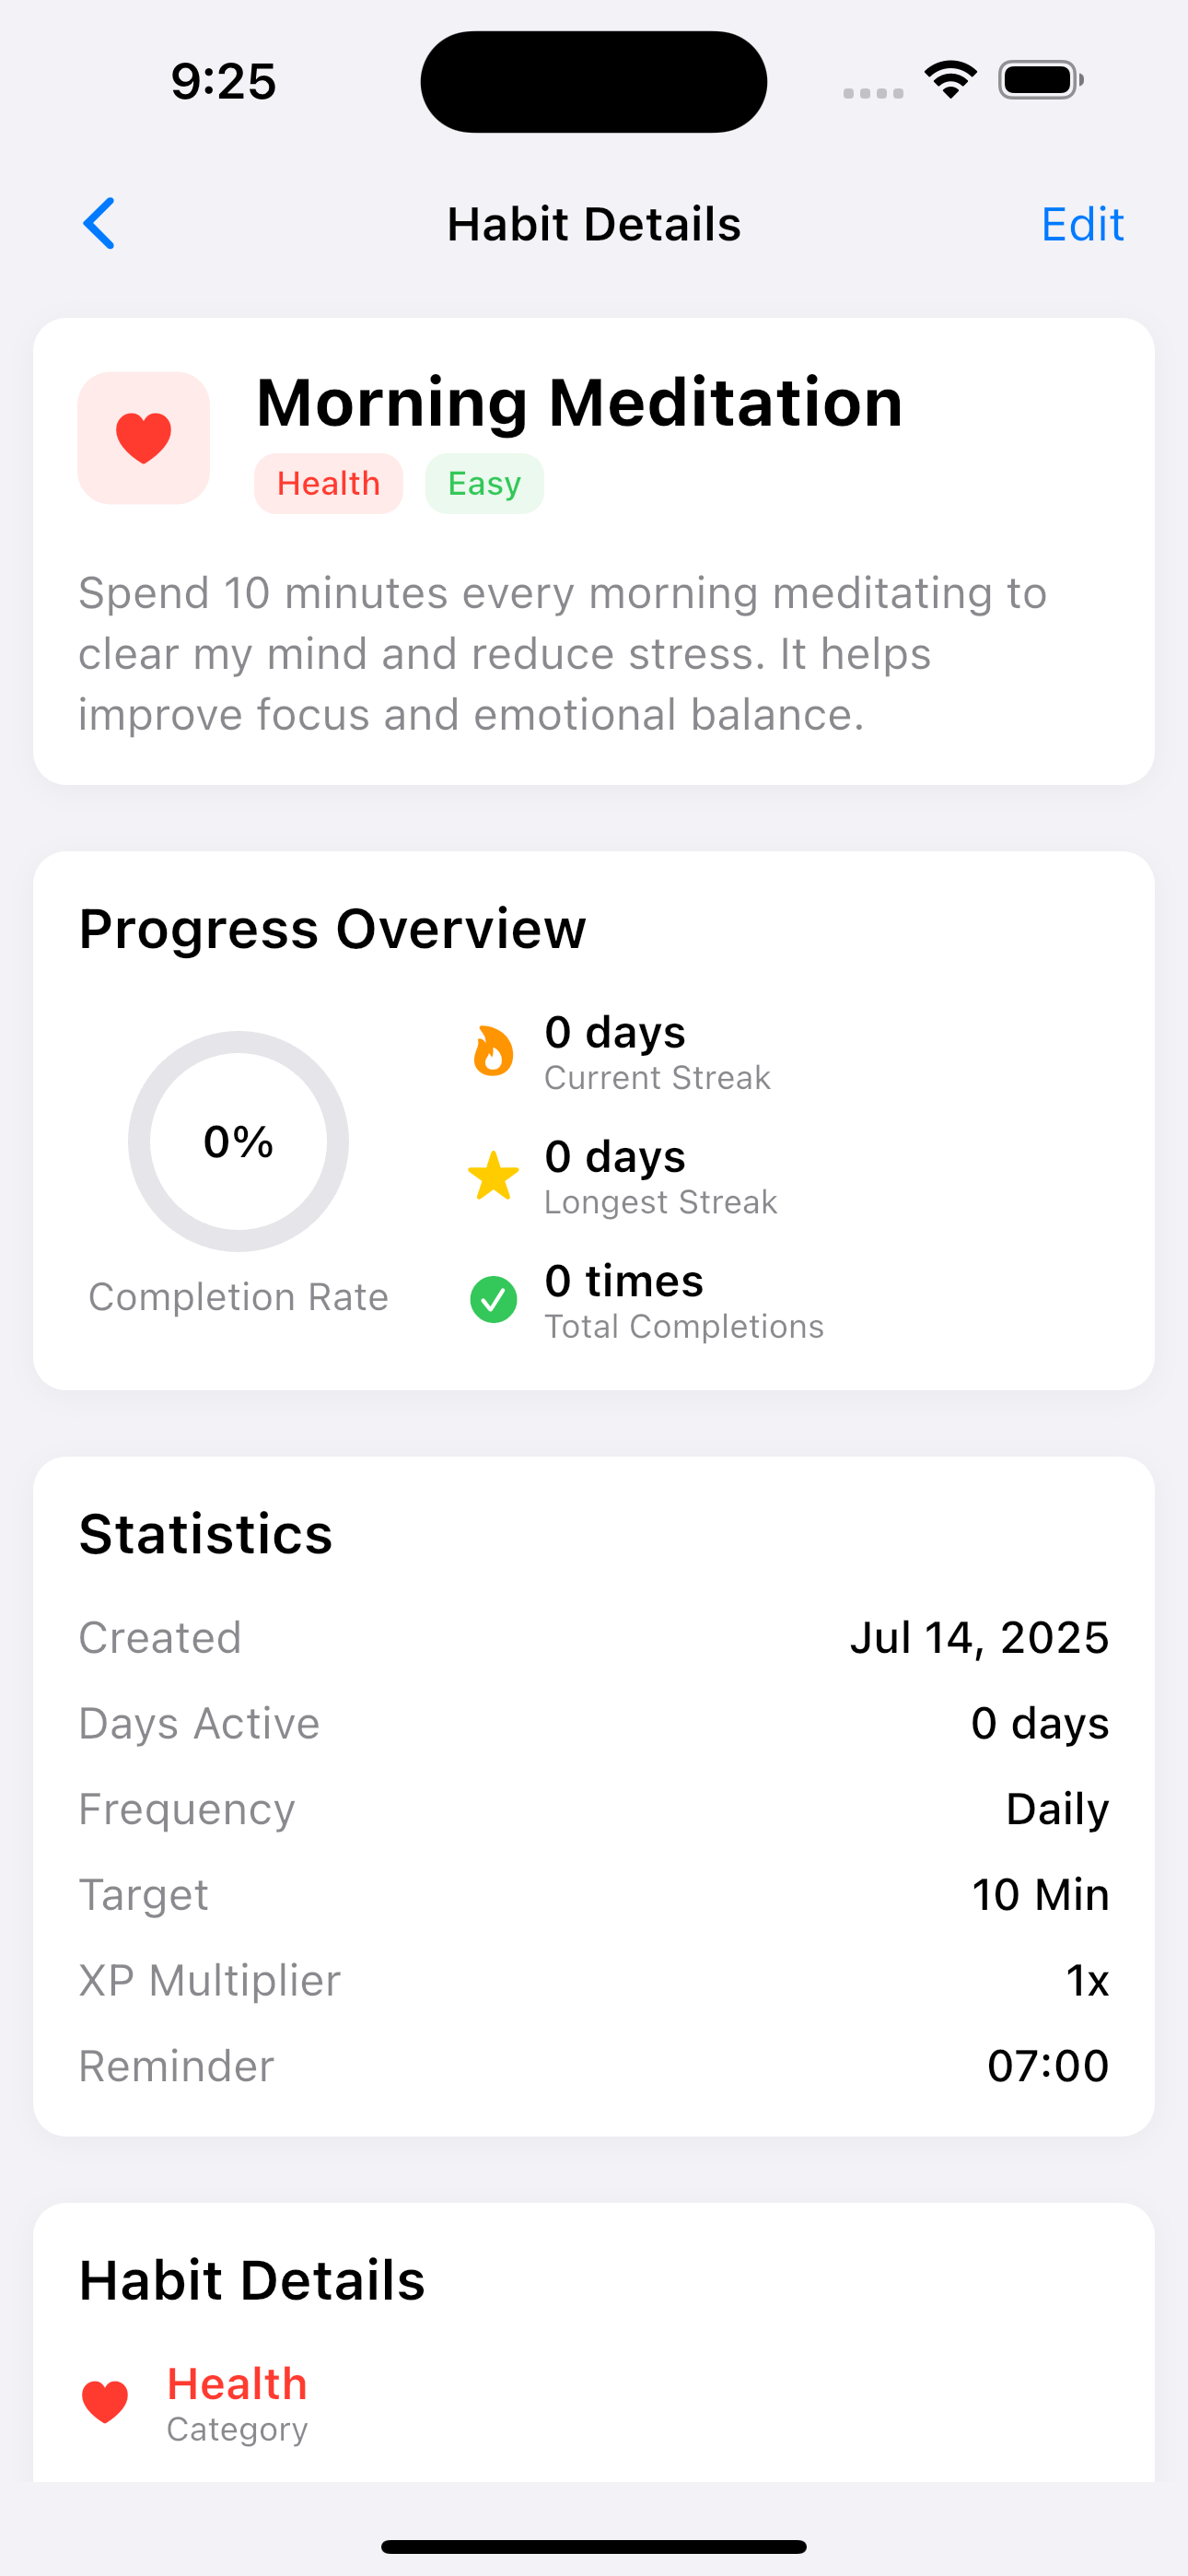 9:25
Habit Details
Edit
Morning Meditation
Health
Easy
Spend 10 minutes every morning meditating to
clear my mind and reduce stress. It helps
improve focus and emotional balance.
Progress Overview
0%
Completion Rate
0 days
Current Streak
0 days
Longest Streak
0 times
Total Completions
Statistics
Created Jul 14, 2025
Days Active 0 days
Frequency Daily
Target 10 Min
XP Multiplier 1x
Reminder 07:00
Habit Details
Health
Category